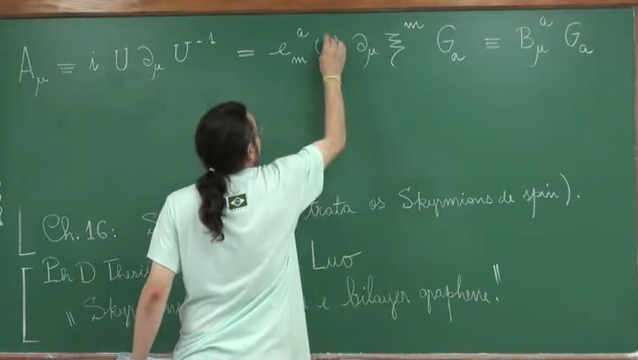 A_μ ≡ i U ∂_μ U⁻¹ = e_m^a ∂_μ ξ^m G_a ≡ B_μ^a G_a
Ch. 16: trata os Skyrmions de spin).
Ph D Thesis Luo
" e bilayer graphene."